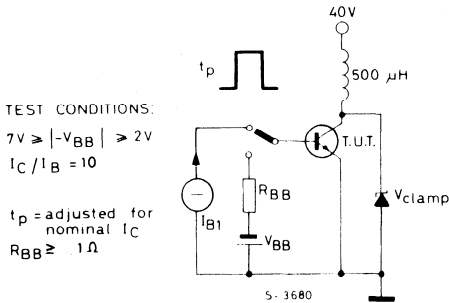 40V
tp
500 µH
TEST CONDITIONS:
7V ≥ |-VBB| ≥ 2V
IC/IB = 10
T.U.T.
Vclamp
RBB
IB1
VBB
tp = adjusted for
nominal IC
RBB ≥ 1Ω
S-3680